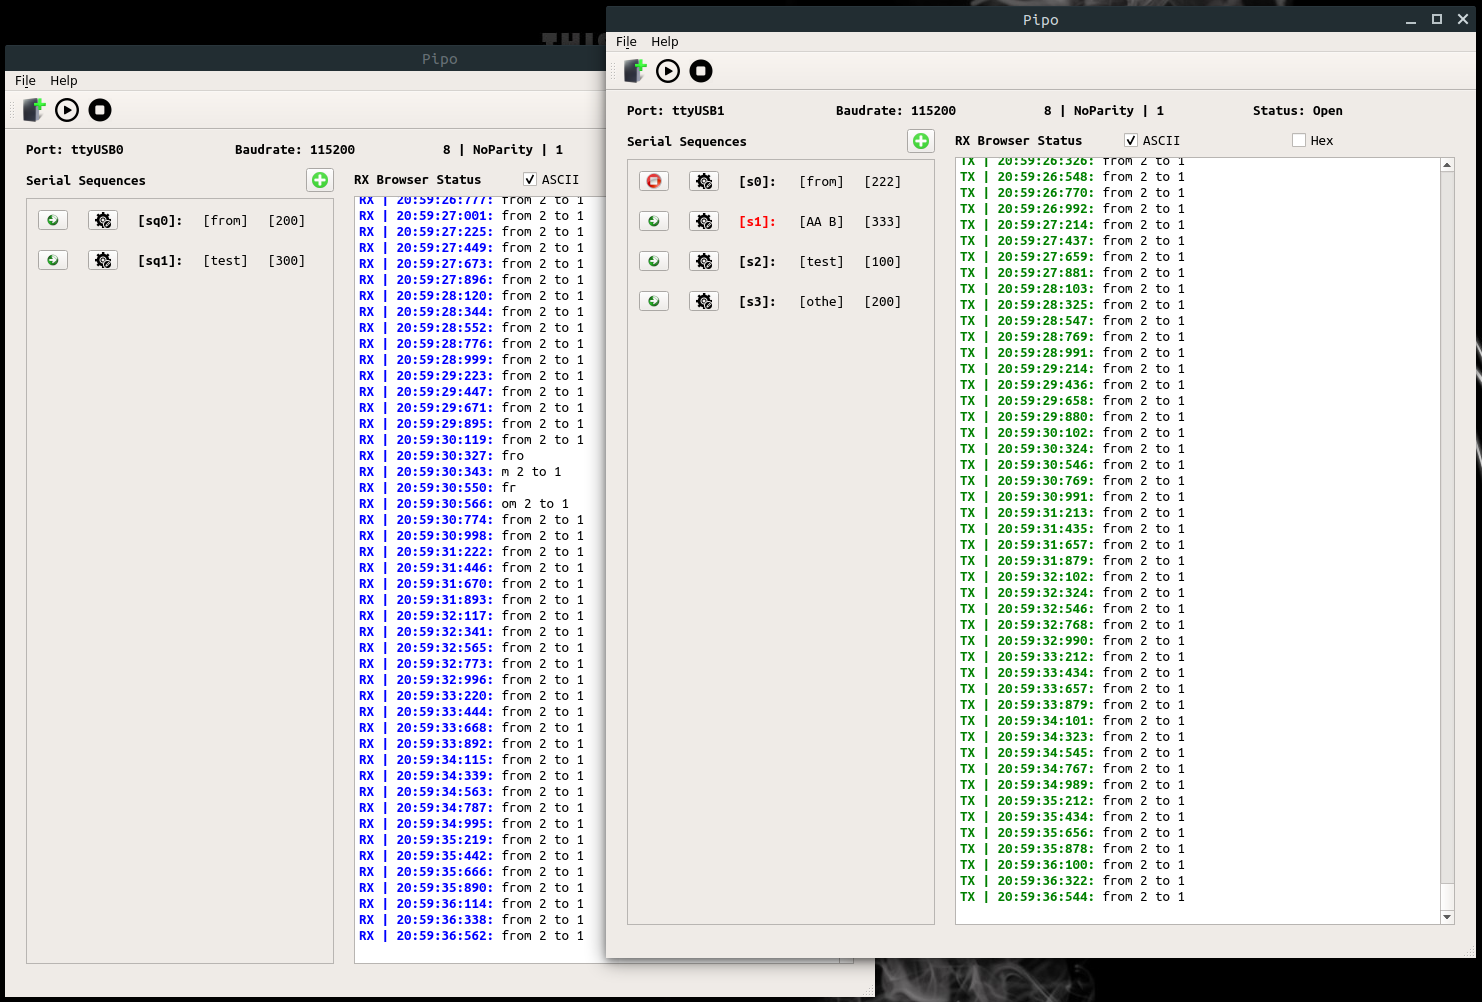 Pipo
File Help
Port: ttyUSB0 Baudrate: 115200 8 | NoParity | 1
Serial Sequences
[sq0]: [from] [200]
[sq1]: [test] [300]
RX Browser Status ASCII
RX | 20:59:26:777: from 2 to 1
RX | 20:59:27:001: from 2 to 1
RX | 20:59:27:225: from 2 to 1
RX | 20:59:27:449: from 2 to 1
RX | 20:59:27:673: from 2 to 1
RX | 20:59:27:896: from 2 to 1
RX | 20:59:28:120: from 2 to 1
RX | 20:59:28:344: from 2 to 1
RX | 20:59:28:552: from 2 to 1
RX | 20:59:28:776: from 2 to 1
RX | 20:59:28:999: from 2 to 1
RX | 20:59:29:223: from 2 to 1
RX | 20:59:29:447: from 2 to 1
RX | 20:59:29:671: from 2 to 1
RX | 20:59:29:895: from 2 to 1
RX | 20:59:30:119: from 2 to 1
RX | 20:59:30:327: fro
RX | 20:59:30:343: m 2 to 1
RX | 20:59:30:550: fr
RX | 20:59:30:566: om 2 to 1
RX | 20:59:30:774: from 2 to 1
RX | 20:59:30:998: from 2 to 1
RX | 20:59:31:222: from 2 to 1
RX | 20:59:31:446: from 2 to 1
RX | 20:59:31:670: from 2 to 1
RX | 20:59:31:893: from 2 to 1
RX | 20:59:32:117: from 2 to 1
RX | 20:59:32:341: from 2 to 1
RX | 20:59:32:565: from 2 to 1
RX | 20:59:32:773: from 2 to 1
RX | 20:59:32:996: from 2 to 1
RX | 20:59:33:220: from 2 to 1
RX | 20:59:33:444: from 2 to 1
RX | 20:59:33:668: from 2 to 1
RX | 20:59:33:892: from 2 to 1
RX | 20:59:34:115: from 2 to 1
RX | 20:59:34:339: from 2 to 1
RX | 20:59:34:563: from 2 to 1
RX | 20:59:34:787: from 2 to 1
RX | 20:59:34:995: from 2 to 1
RX | 20:59:35:219: from 2 to 1
RX | 20:59:35:442: from 2 to 1
RX | 20:59:35:666: from 2 to 1
RX | 20:59:35:890: from 2 to 1
RX | 20:59:36:114: from 2 to 1
RX | 20:59:36:338: from 2 to 1
RX | 20:59:36:562: from 2 to 1
Pipo
File Help
Port: ttyUSB1 Baudrate: 115200 8 | NoParity | 1 Status: Open
Serial Sequences
[s0]: [from] [222]
[s1]: [AA B] [333]
[s2]: [test] [100]
[s3]: [othe] [200]
RX Browser Status ASCII Hex
TX | 20:59:26:326: from 2 to 1
TX | 20:59:26:548: from 2 to 1
TX | 20:59:26:770: from 2 to 1
TX | 20:59:26:992: from 2 to 1
TX | 20:59:27:214: from 2 to 1
TX | 20:59:27:437: from 2 to 1
TX | 20:59:27:659: from 2 to 1
TX | 20:59:27:881: from 2 to 1
TX | 20:59:28:103: from 2 to 1
TX | 20:59:28:325: from 2 to 1
TX | 20:59:28:547: from 2 to 1
TX | 20:59:28:769: from 2 to 1
TX | 20:59:28:991: from 2 to 1
TX | 20:59:29:214: from 2 to 1
TX | 20:59:29:436: from 2 to 1
TX | 20:59:29:658: from 2 to 1
TX | 20:59:29:880: from 2 to 1
TX | 20:59:30:102: from 2 to 1
TX | 20:59:30:324: from 2 to 1
TX | 20:59:30:546: from 2 to 1
TX | 20:59:30:769: from 2 to 1
TX | 20:59:30:991: from 2 to 1
TX | 20:59:31:213: from 2 to 1
TX | 20:59:31:435: from 2 to 1
TX | 20:59:31:657: from 2 to 1
TX | 20:59:31:879: from 2 to 1
TX | 20:59:32:102: from 2 to 1
TX | 20:59:32:324: from 2 to 1
TX | 20:59:32:546: from 2 to 1
TX | 20:59:32:768: from 2 to 1
TX | 20:59:32:990: from 2 to 1
TX | 20:59:33:212: from 2 to 1
TX | 20:59:33:434: from 2 to 1
TX | 20:59:33:657: from 2 to 1
TX | 20:59:33:879: from 2 to 1
TX | 20:59:34:101: from 2 to 1
TX | 20:59:34:323: from 2 to 1
TX | 20:59:34:545: from 2 to 1
TX | 20:59:34:767: from 2 to 1
TX | 20:59:34:989: from 2 to 1
TX | 20:59:35:212: from 2 to 1
TX | 20:59:35:434: from 2 to 1
TX | 20:59:35:656: from 2 to 1
TX | 20:59:35:878: from 2 to 1
TX | 20:59:36:100: from 2 to 1
TX | 20:59:36:322: from 2 to 1
TX | 20:59:36:544: from 2 to 1